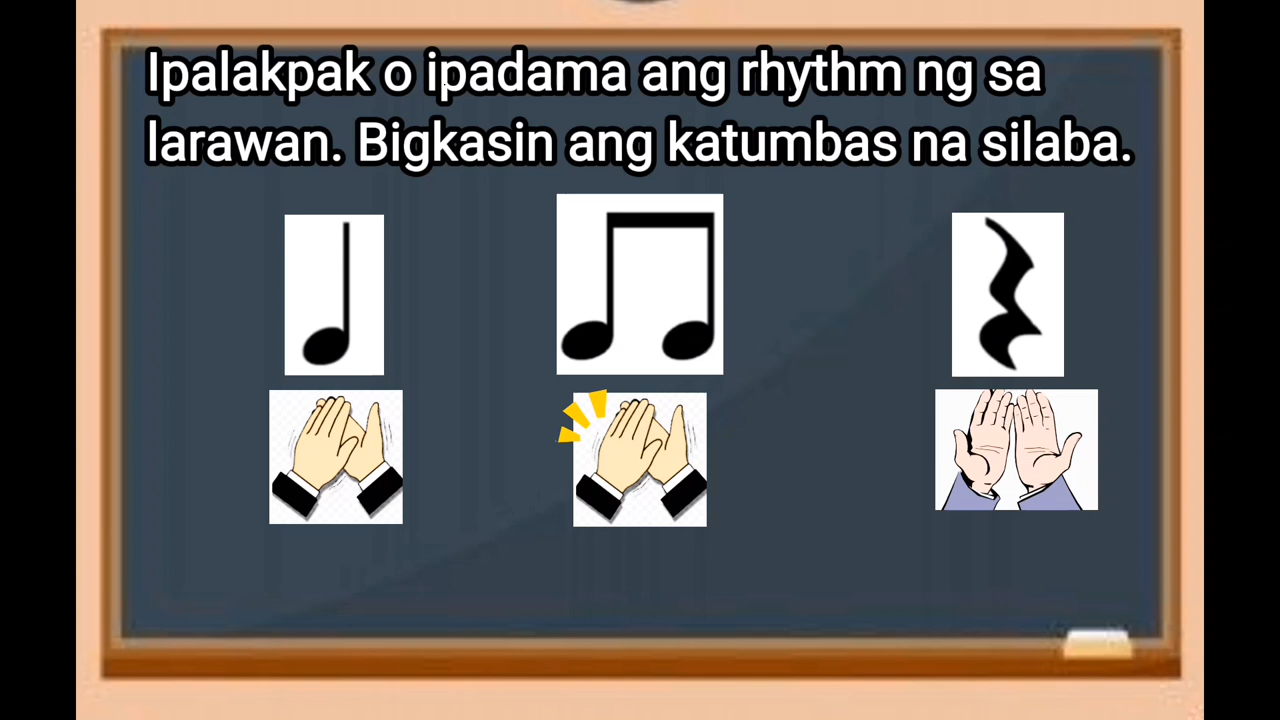 Ipalakpak o ipadama ang rhythm ng sa
larawan. Bigkasin ang katumbas na silaba.